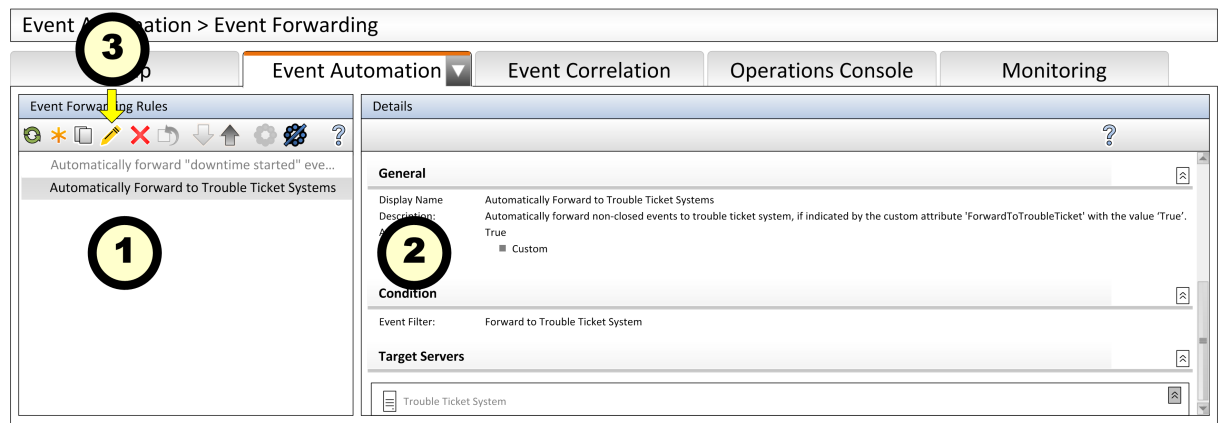 Event Automation > Event Forwarding
3
Event Automation
Event Correlation
Operations Console
Monitoring
Event Forwarding Rules
Details
Automatically forward "downtime started" eve...
Automatically Forward to Trouble Ticket Systems
1
General
Display Name Automatically Forward to Trouble Ticket Systems
Description: Automatically forward non-closed events to trouble ticket system, if indicated by the custom attribute 'ForwardToTroubleTicket' with the value 'True'.
True
Custom
2
Condition
Event Filter: Forward to Trouble Ticket System
Target Servers
Trouble Ticket System